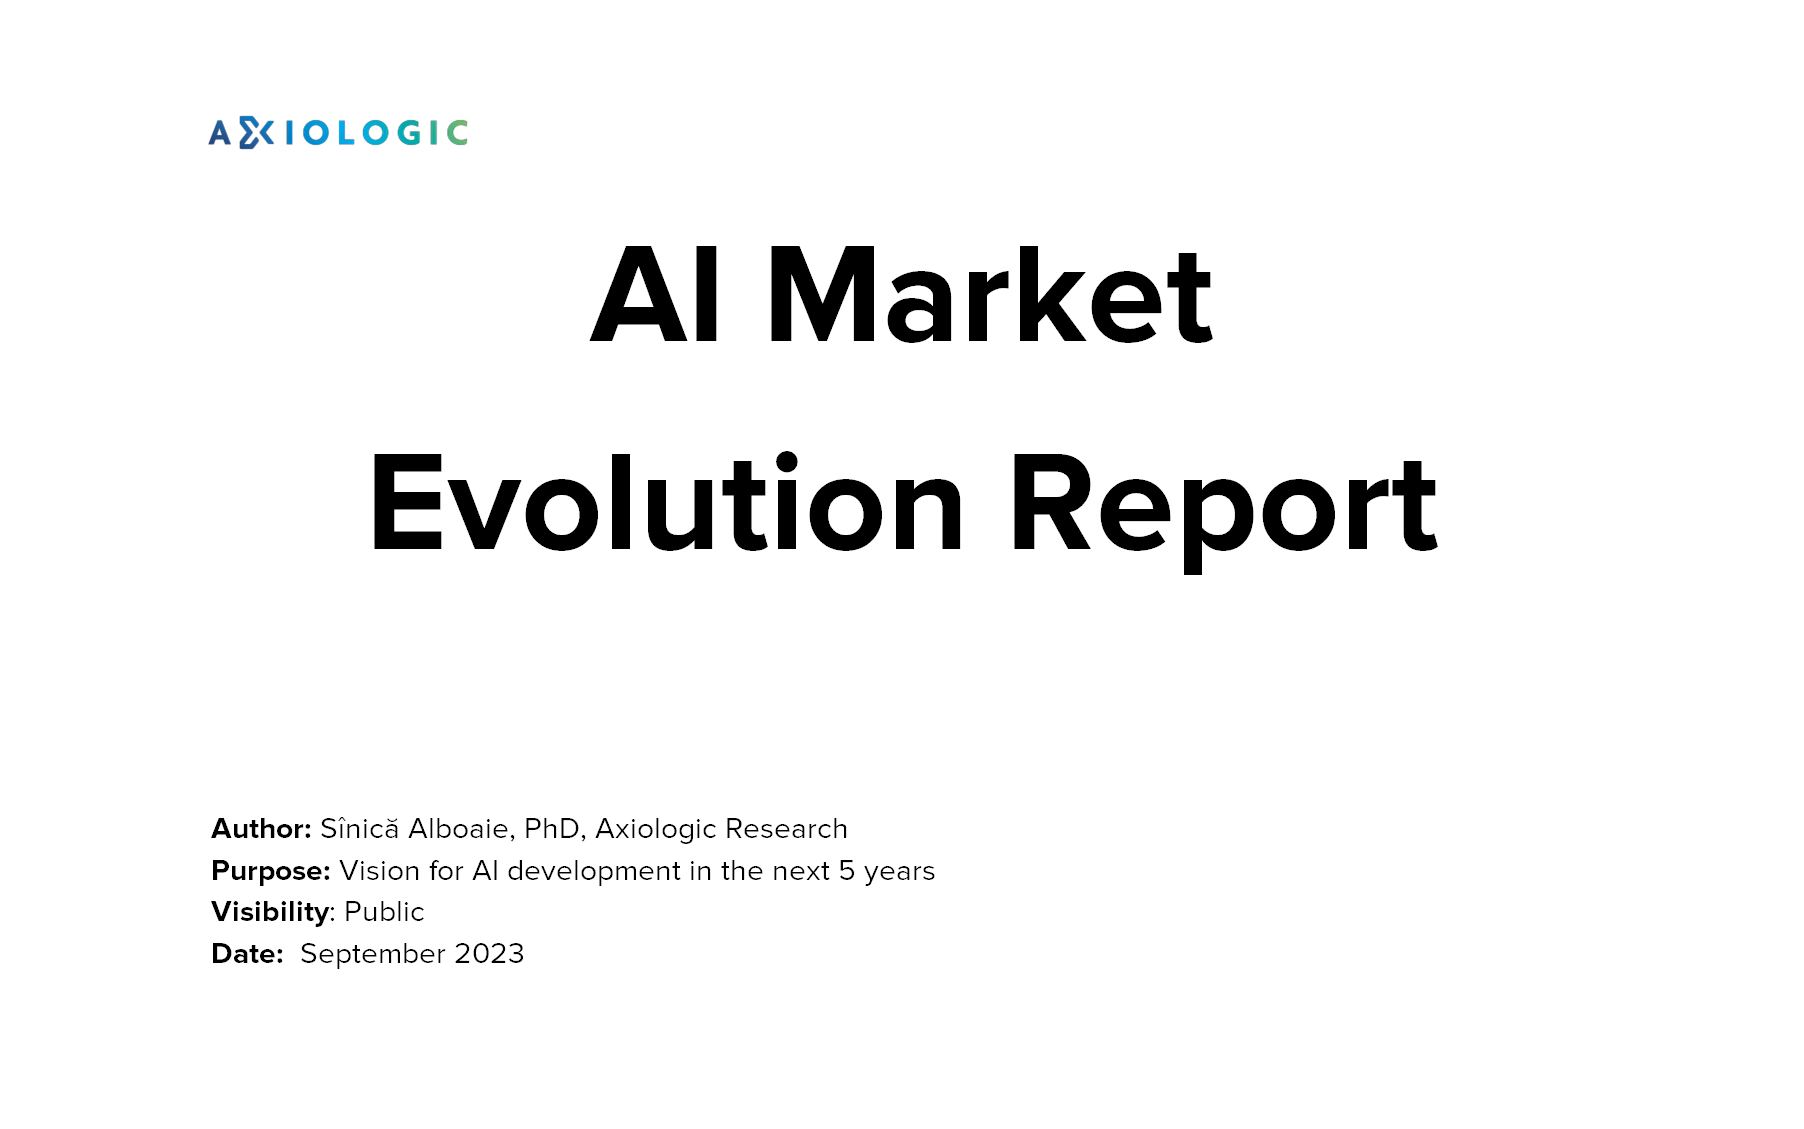 AXIOLOGIC
AI Market
Evolution Report
Author: Sînică Alboaie, PhD, Axiologic Research
Purpose: Vision for AI development in the next 5 years
Visibility: Public
Date: September 2023